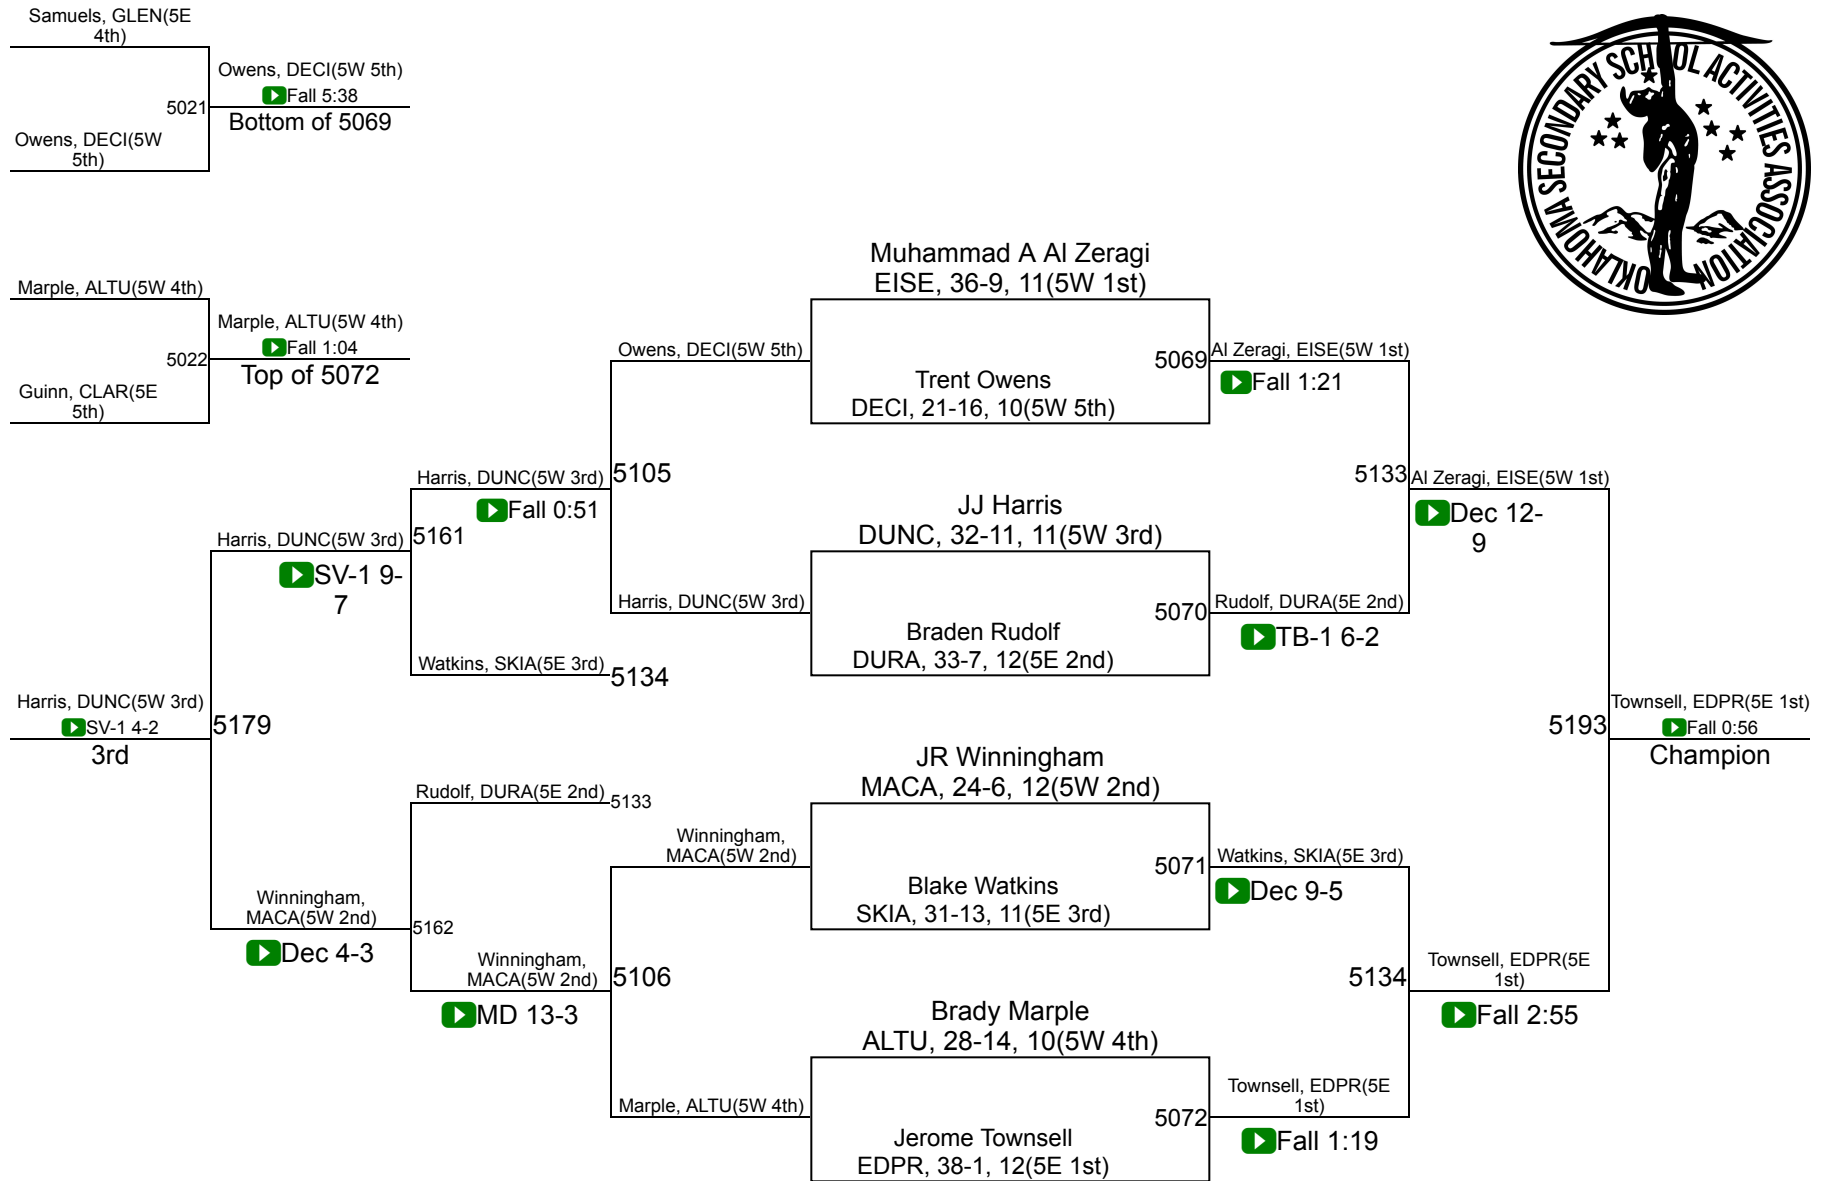 Samuels, GLEN(5E
4th)
5021
Owens, DECI(5W
5th)
Owens, DECI(5W 5th)
Fall 5:38
Bottom of 5069
OKLAHOMA SECONDARY SCHOOL ACTIVITIES ASSOCIATION
Marple, ALTU(5W 4th)
5022
Guinn, CLAR(5E
5th)
Marple, ALTU(5W 4th)
Fall 1:04
Top of 5072
Muhammad A Al Zeragi
EISE, 36-9, 11(5W 1st)
5069
Trent Owens
DECI, 21-16, 10(5W 5th)
Al Zeragi, EISE(5W 1st)
Fall 1:21
JJ Harris
DUNC, 32-11, 11(5W 3rd)
5070
Braden Rudolf
DURA, 33-7, 12(5E 2nd)
Rudolf, DURA(5E 2nd)
TB-1 6-2
5133
Al Zeragi, EISE(5W 1st)
Dec 12-
9
JR Winningham
MACA, 24-6, 12(5W 2nd)
5071
Blake Watkins
SKIA, 31-13, 11(5E 3rd)
Watkins, SKIA(5E 3rd)
Dec 9-5
Brady Marple
ALTU, 28-14, 10(5W 4th)
5072
Jerome Townsell
EDPR, 38-1, 12(5E 1st)
Townsell, EDPR(5E
1st)
Fall 1:19
5134
Townsell, EDPR(5E
1st)
Fall 2:55
5193
Townsell, EDPR(5E 1st)
Fall 0:56
Champion
Owens, DECI(5W 5th)
5105
Harris, DUNC(5W 3rd)
Harris, DUNC(5W 3rd)
Fall 0:51
5161
Watkins, SKIA(5E 3rd)
5134
Harris, DUNC(5W 3rd)
SV-1 9-
7
Winningham,
MACA(5W 2nd)
5106
Marple, ALTU(5W 4th)
Rudolf, DURA(5E 2nd)
5133
5162
Winningham,
MACA(5W 2nd)
MD 13-3
Winningham,
MACA(5W 2nd)
Dec 4-3
5179
Harris, DUNC(5W 3rd)
SV-1 4-2
3rd